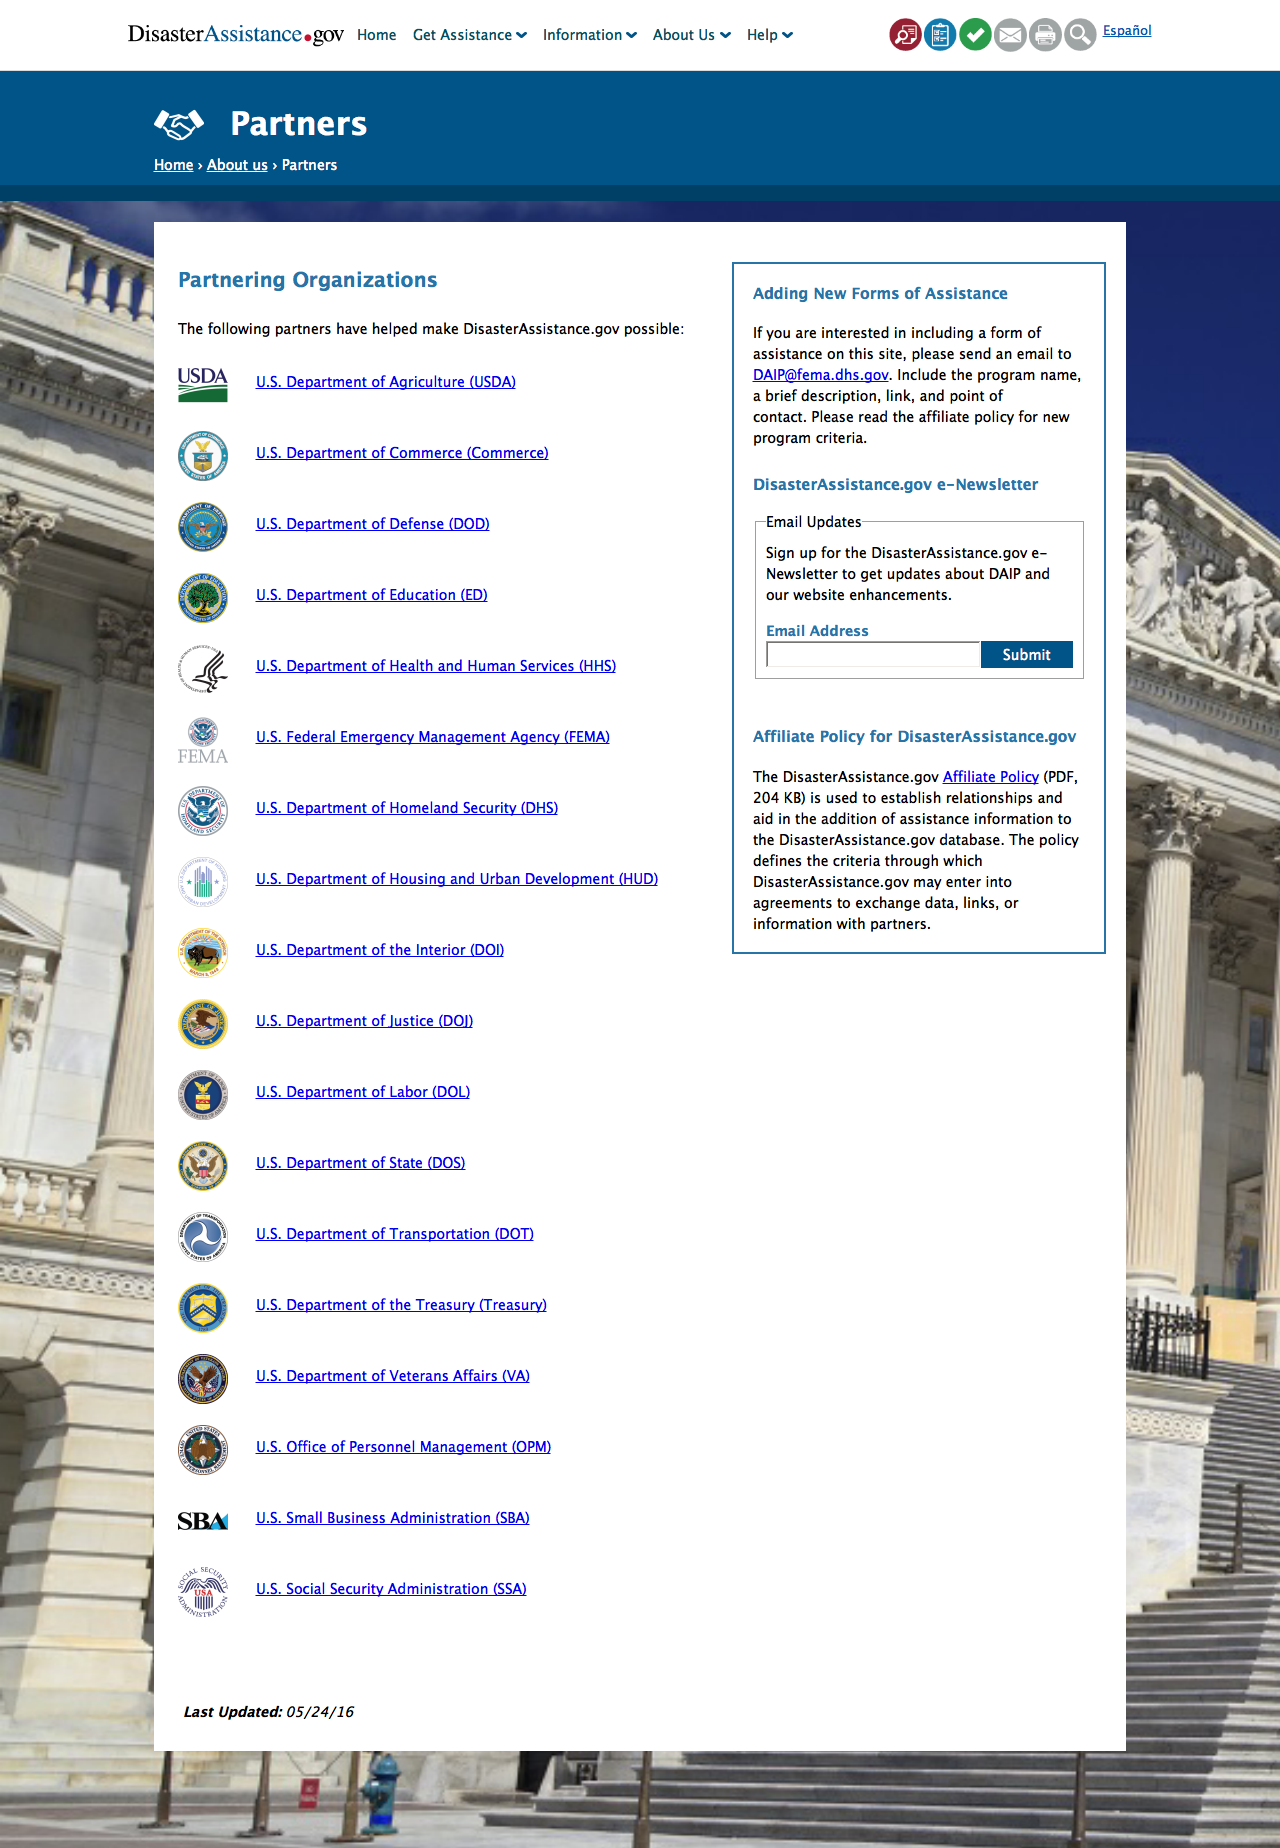 DisasterAssistance.gov
Home
Get Assistance
Information
About Us
Help
Español
Partners
Home › About us › Partners
Partnering Organizations
The following partners have helped make DisasterAssistance.gov possible:
USDA
U.S. Department of Agriculture (USDA)
U.S. Department of Commerce (Commerce)
U.S. Department of Defense (DOD)
U.S. Department of Education (ED)
U.S. Department of Health and Human Services (HHS)
FEMA
U.S. Federal Emergency Management Agency (FEMA)
U.S. Department of Homeland Security (DHS)
U.S. Department of Housing and Urban Development (HUD)
U.S. Department of the Interior (DOI)
U.S. Department of Justice (DOJ)
U.S. Department of Labor (DOL)
U.S. Department of State (DOS)
U.S. Department of Transportation (DOT)
U.S. Department of the Treasury (Treasury)
U.S. Department of Veterans Affairs (VA)
U.S. Office of Personnel Management (OPM)
SBA
U.S. Small Business Administration (SBA)
SOCIAL SECURITY
USA
ADMINISTRATION
U.S. Social Security Administration (SSA)
Last Updated: 05/24/16
Adding New Forms of Assistance
If you are interested in including a form of
assistance on this site, please send an email to
DAIP@fema.dhs.gov. Include the program name,
a brief description, link, and point of
contact. Please read the affiliate policy for new
program criteria.
DisasterAssistance.gov e-Newsletter
Email Updates
Sign up for the DisasterAssistance.gov e-
Newsletter to get updates about DAIP and
our website enhancements.
Email Address
Submit
Affiliate Policy for DisasterAssistance.gov
The DisasterAssistance.gov Affiliate Policy (PDF,
204 KB) is used to establish relationships and
aid in the addition of assistance information to
the DisasterAssistance.gov database. The policy
defines the criteria through which
DisasterAssistance.gov may enter into
agreements to exchange data, links, or
information with partners.